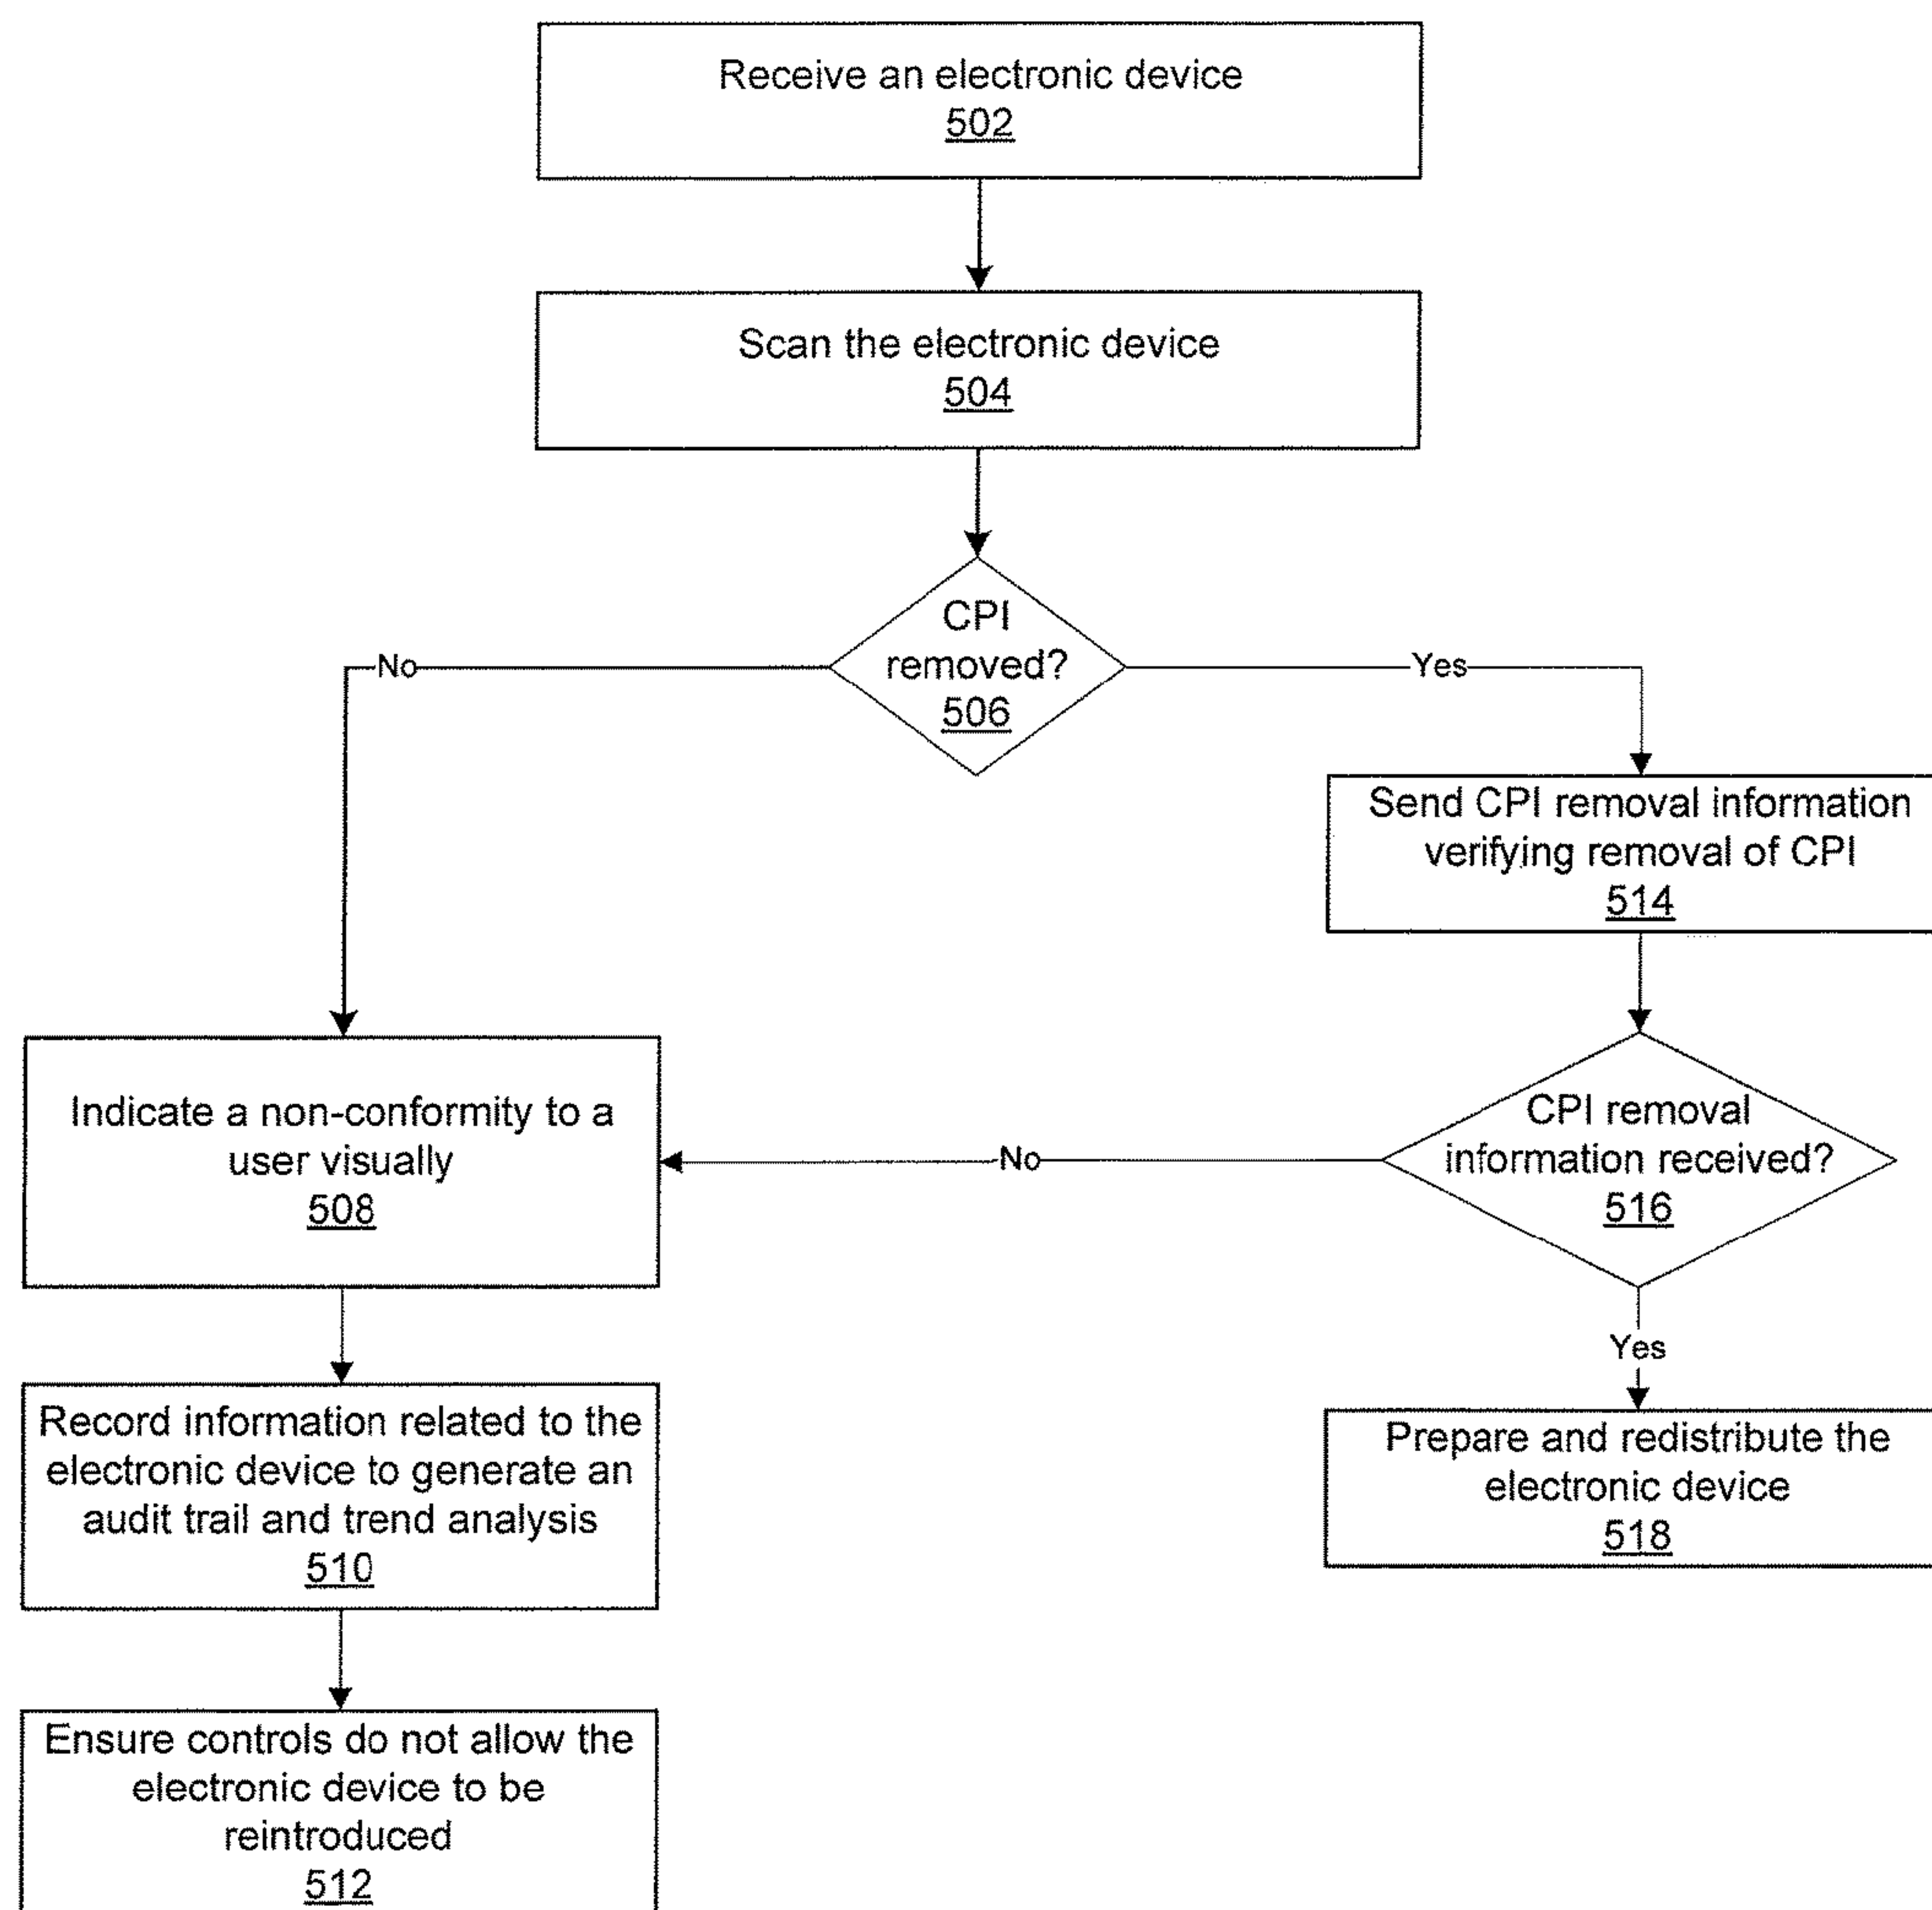 Receive an electronic device
502
Scan the electronic device
504
CPI
removed?
506
No
Yes
Send CPI removal information
verifying removal of CPI
514
Indicate a non-conformity to a
user visually
508
No
CPI removal
information received?
516
Yes
Record information related to the
electronic device to generate an
audit trail and trend analysis
510
Prepare and redistribute the
electronic device
518
Ensure controls do not allow the
electronic device to be
reintroduced
512